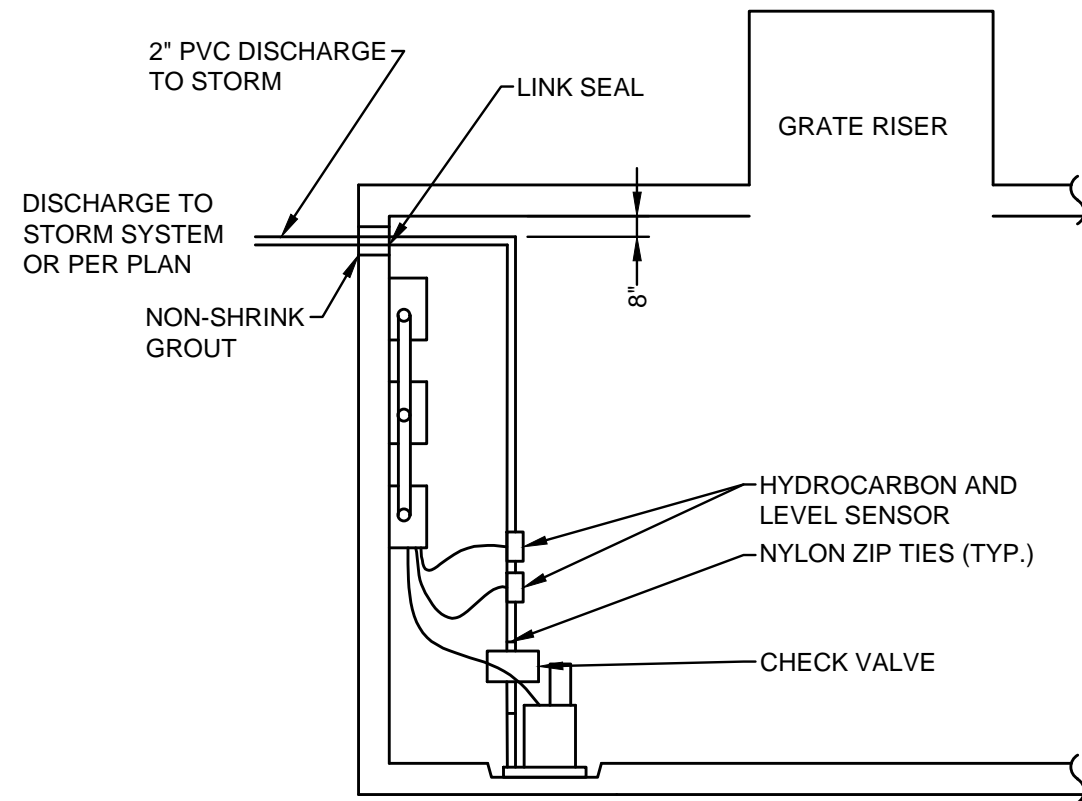 2" PVC DISCHARGE
TO STORM
LINK SEAL
GRATE RISER
DISCHARGE TO
STORM SYSTEM
OR PER PLAN
8"
NON-SHRINK
GROUT
HYDROCARBON AND
LEVEL SENSOR
NYLON ZIP TIES (TYP.)
CHECK VALVE